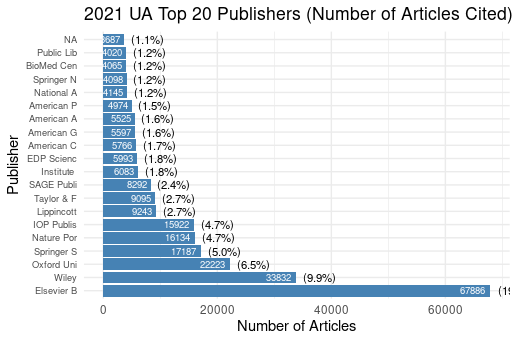 2021 UA Top 20 Publishers (Number of Articles Cited)
Publisher
NA 3687 (1.1%)
Public Lib 4020 (1.2%)
BioMed Cen 4065 (1.2%)
Springer N 4098 (1.2%)
National A 4145 (1.2%)
American P 4974 (1.5%)
American A 5525 (1.6%)
American G 5597 (1.6%)
American C 5766 (1.7%)
EDP Scienc 5993 (1.8%)
Institute 6083 (1.8%)
SAGE Publi 8292 (2.4%)
Taylor & F 9095 (2.7%)
Lippincott 9243 (2.7%)
IOP Publis 15922 (4.7%)
Nature Por 16134 (4.7%)
Springer S 17187 (5.0%)
Oxford Uni 22223 (6.5%)
Wiley 33832 (9.9%)
Elsevier B 67886
0 20000 40000 60000
Number of Articles